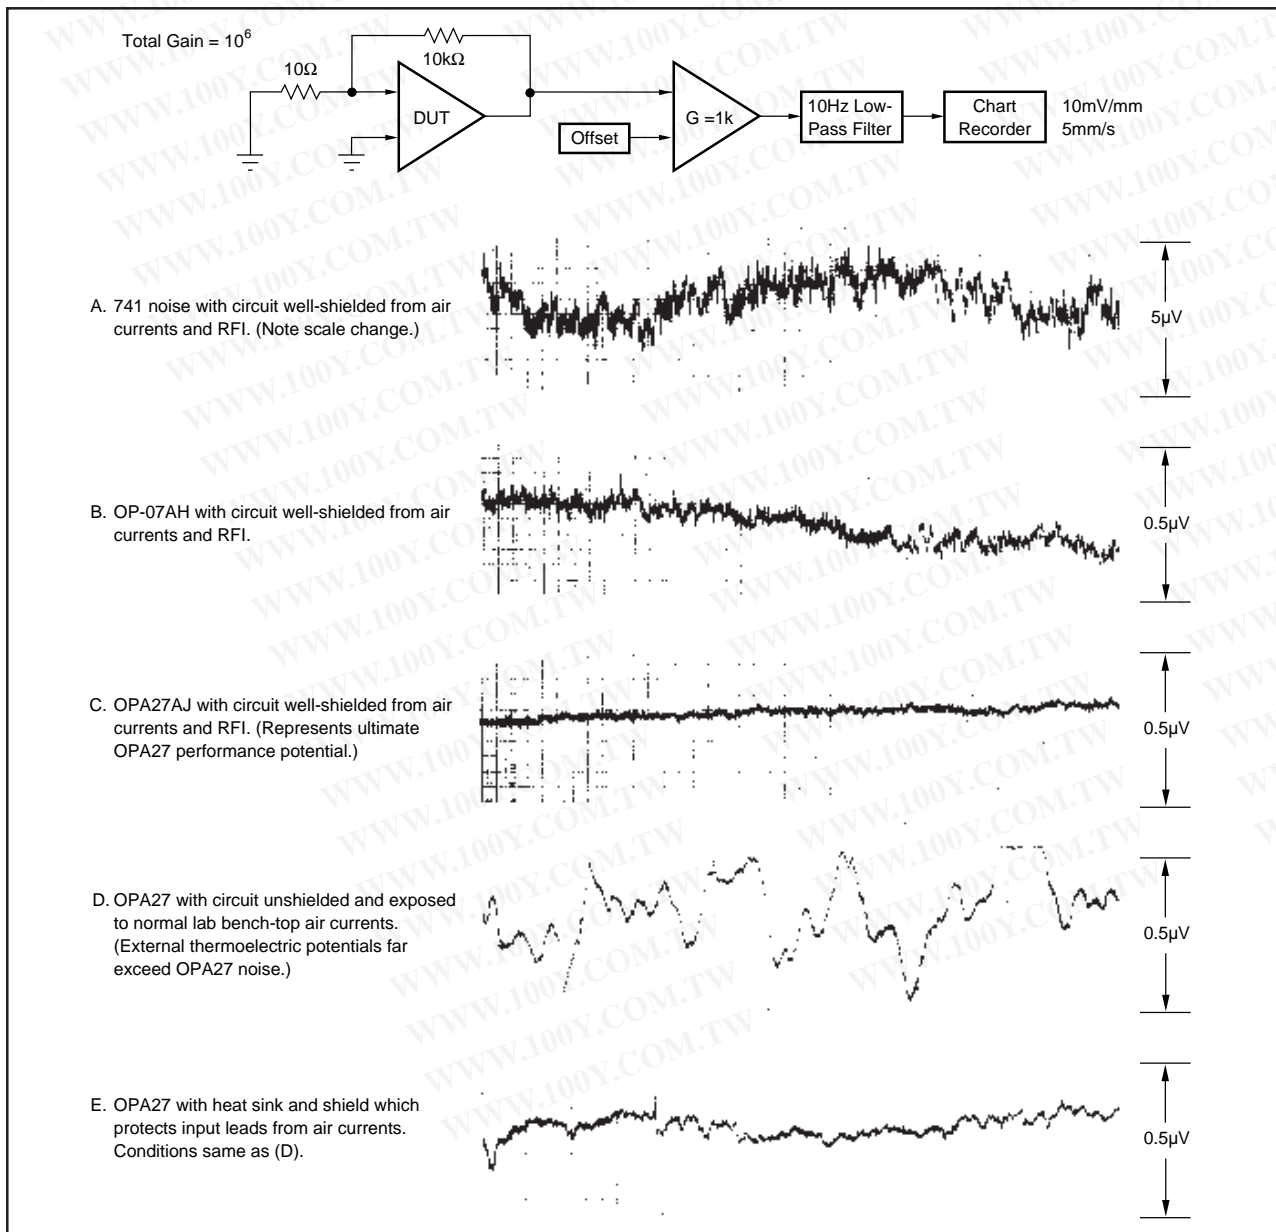 Total Gain = 10⁶
10Ω
10kΩ
DUT
Offset
G =1k
10Hz Low-
Pass Filter
Chart
Recorder
10mV/mm
5mm/s
A. 741 noise with circuit well-shielded from air
currents and RFI. (Note scale change.)
5µV
B. OP-07AH with circuit well-shielded from air
currents and RFI.
0.5µV
C. OPA27AJ with circuit well-shielded from air
currents and RFI. (Represents ultimate
OPA27 performance potential.)
0.5µV
D. OPA27 with circuit unshielded and exposed
to normal lab bench-top air currents.
(External thermoelectric potentials far
exceed OPA27 noise.)
0.5µV
E. OPA27 with heat sink and shield which
protects input leads from air currents.
Conditions same as (D).
0.5µV
WWW.100Y.COM.TW